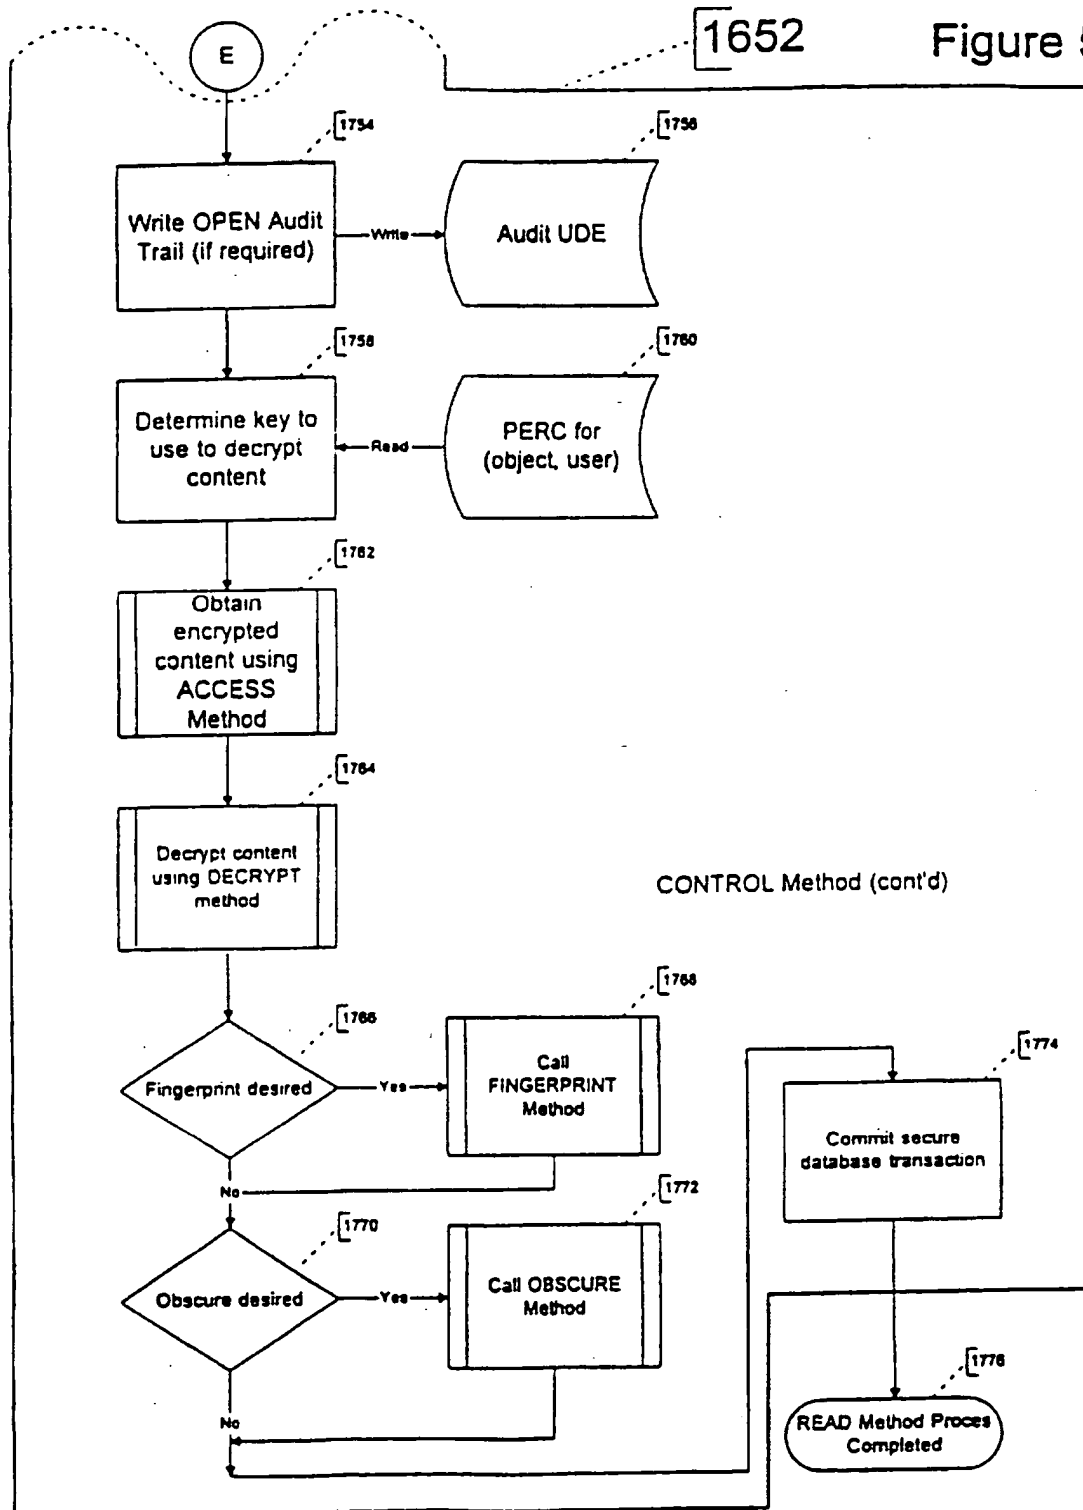 E
1652
Figure 5
1754
1756
Write OPEN Audit
Trail (if required)
Write
Audit UDE
1758
1760
Determine key to
use to decrypt
content
Read
PERC for
(object, user)
1762
Obtain
encrypted
content using
ACCESS
Method
1764
Decrypt content
using DECRYPT
method
CONTROL Method (cont'd)
1766
1768
Fingerprint desired
Yes
Call
FINGERPRINT
Method
1774
Commit secure
database transaction
No
1770
1772
Obscure desired
Yes
Call OBSCURE
Method
No
1776
READ Method Proces
Completed